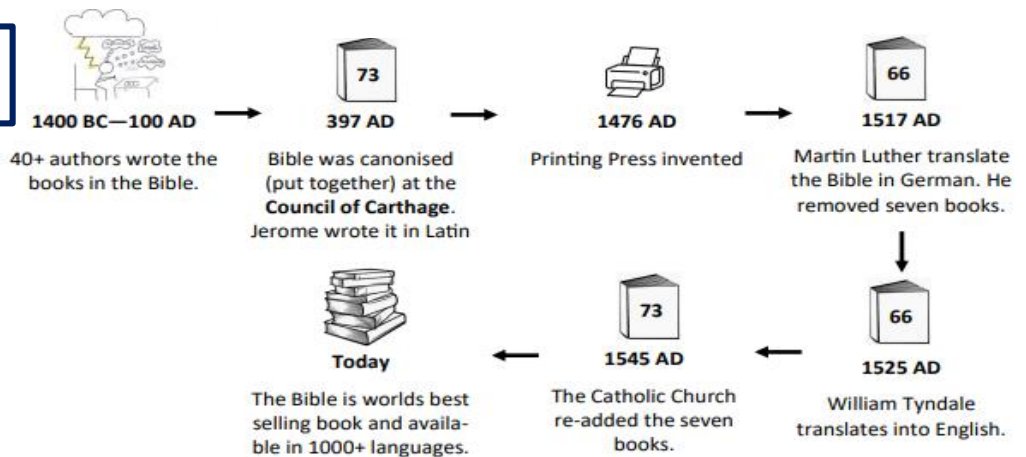 73
66
1400 BC—100 AD
397 AD
1476 AD
1517 AD
40+ authors wrote the
books in the Bible.
Bible was canonised
(put together) at the
Council of Carthage.
Jerome wrote it in Latin
Printing Press invented
Martin Luther translate
the Bible in German. He
removed seven books.
66
1525 AD
William Tyndale
translates into English.
73
1545 AD
The Catholic Church
re-added the seven
books.
Today
The Bible is worlds best
selling book and availa-
ble in 1000+ languages.